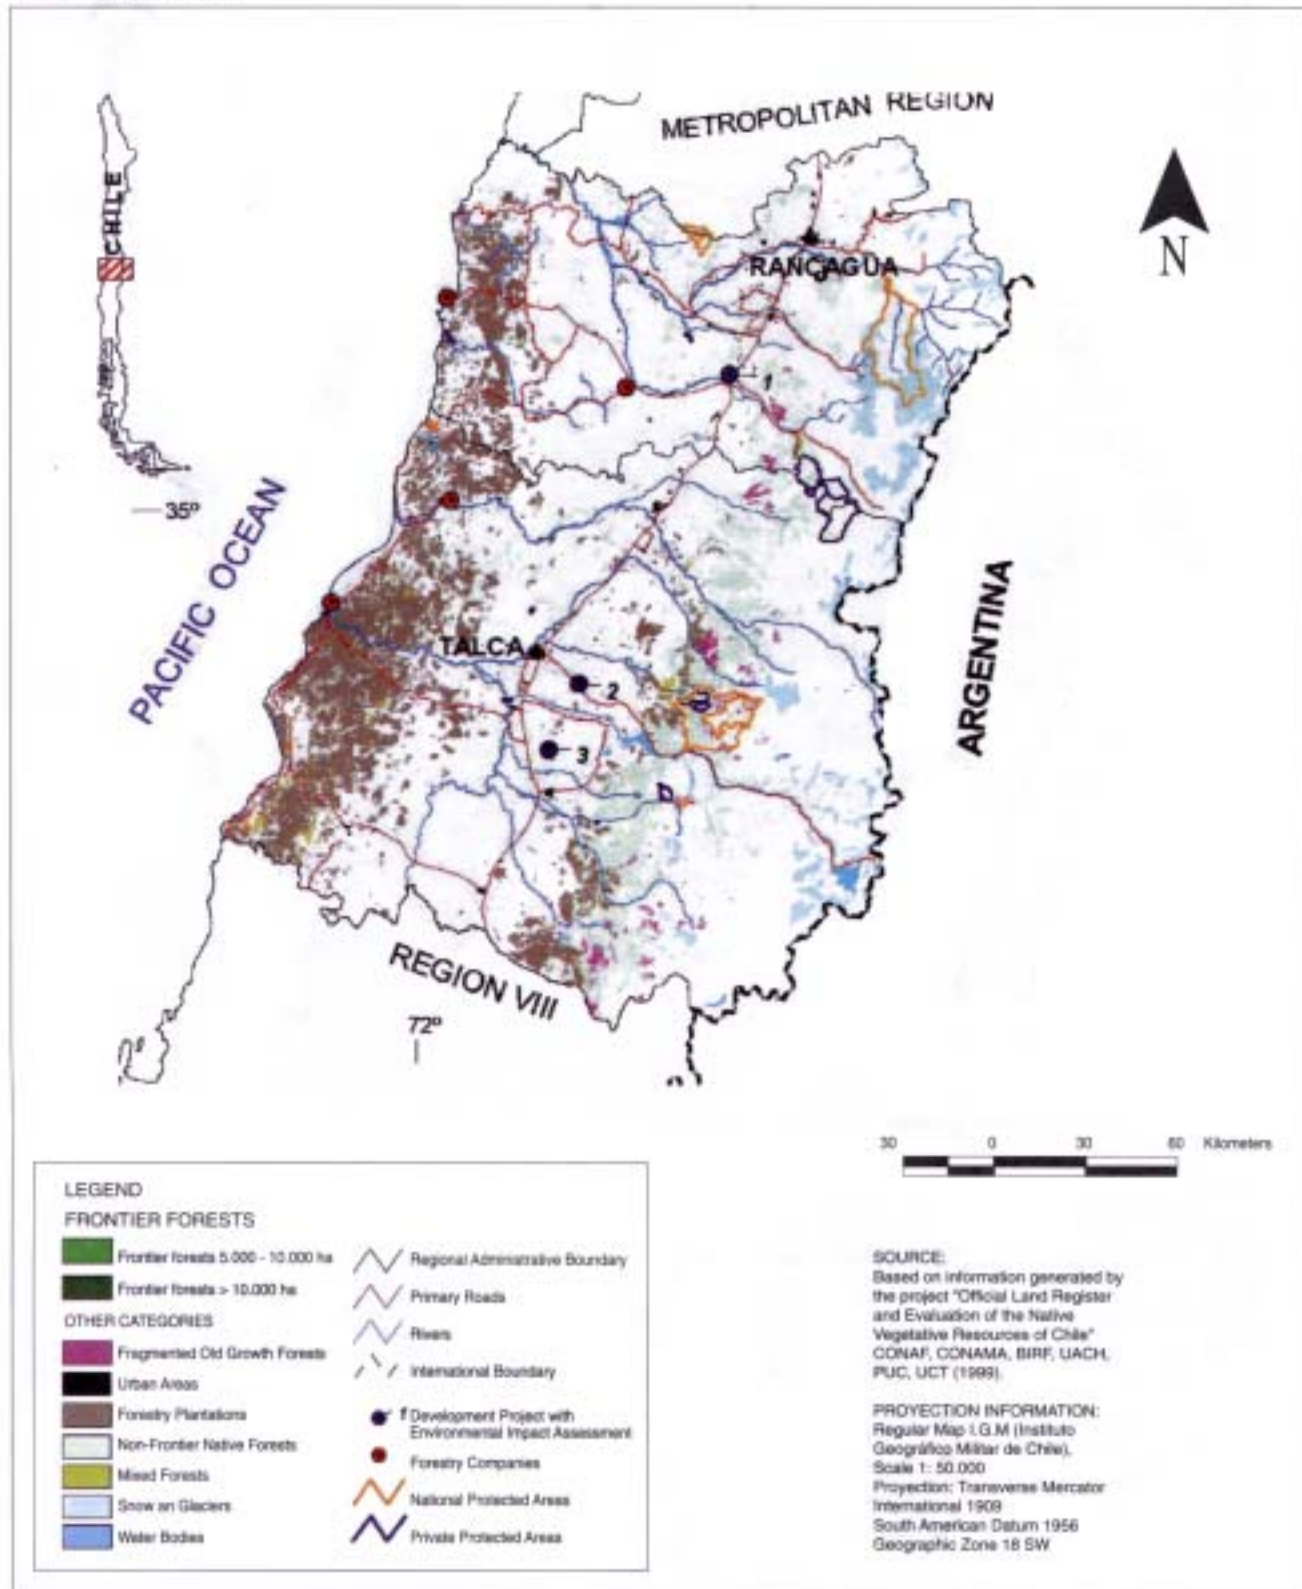 METROPOLITAN REGION
CHILE
N
RANCAGUA
1
35º
PACIFIC OCEAN
ARGENTINA
TALCA
2
3
REGION VIII
72º
30 0 30 60 Kilometers
LEGEND
FRONTIER FORESTS
Frontier forests 5.000 - 10.000 ha
Frontier forests > 10.000 ha
OTHER CATEGORIES
Fragmented Old Growth Forests
Urban Areas
Forestry Plantations
Non-Frontier Native Forests
Mixed Forests
Snow an Glaciers
Water Bodies
Regional Administrative Boundary
Primary Roads
Rivers
International Boundary
Development Project with
Environmental Impact Assessment
Forestry Companies
National Protected Areas
Private Protected Areas
SOURCE:
Based on information generated by
the project "Official Land Register
and Evaluation of the Native
Vegetative Resources of Chile"
CONAF, CONAMA, BIRF, UACH,
PUC, UCT (1999).
PROYECTION INFORMATION:
Regular Map I.G.M (Instituto
Geográfico Militar de Chile),
Scale 1: 50.000
Proyection: Transverse Mercator
International 1909
South American Datum 1956
Geographic Zone 18 SW